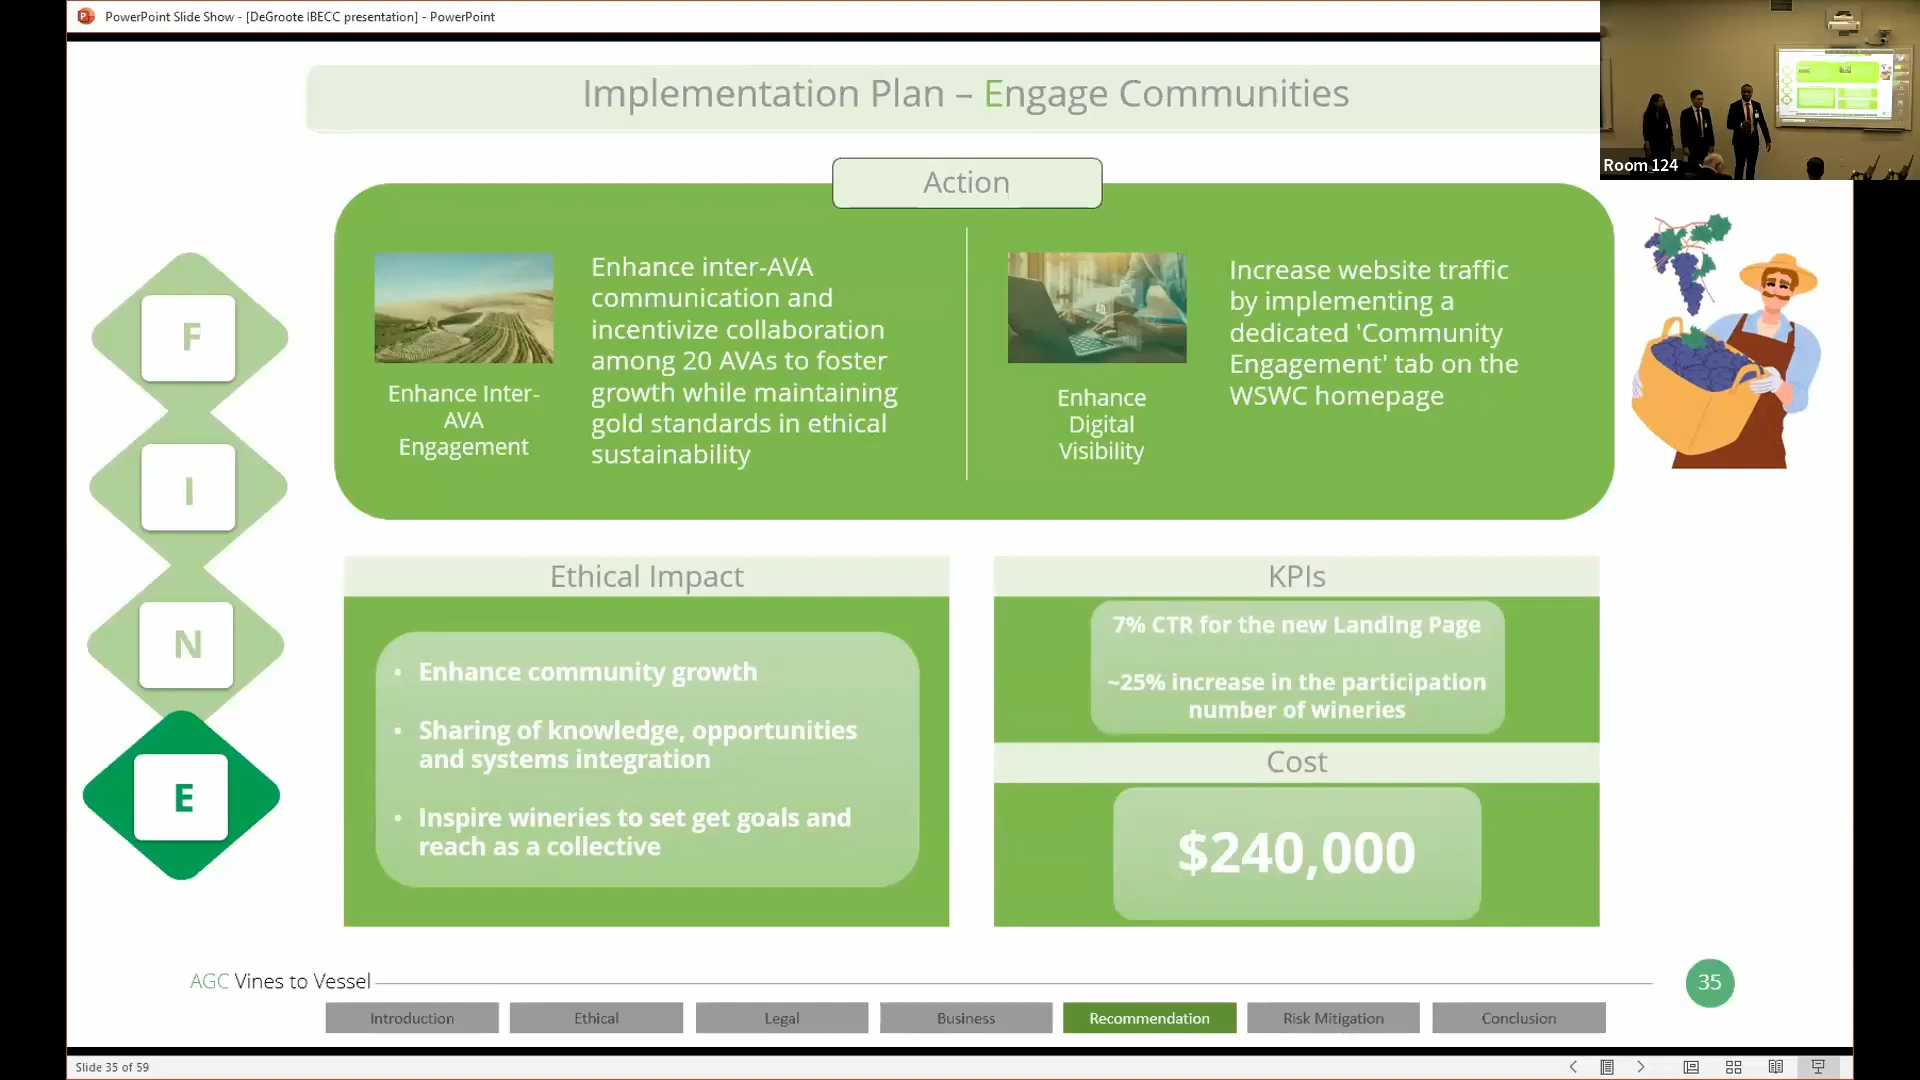 PowerPoint Slide Show - [DeGroote IBECC presentation] - PowerPoint
Implementation Plan – Engage Communities
Room 124
Action
Enhance Inter-
AVA
Engagement
Enhance inter-AVA
communication and
incentivize collaboration
among 20 AVAs to foster
growth while maintaining
gold standards in ethical
sustainability
Enhance
Digital
Visibility
Increase website traffic
by implementing a
dedicated 'Community
Engagement' tab on the
WSWC homepage
F
I
N
E
Ethical Impact
• Enhance community growth
• Sharing of knowledge, opportunities
and systems integration
• Inspire wineries to set get goals and
reach as a collective
KPIs
7% CTR for the new Landing Page
~25% increase in the participation
number of wineries
Cost
$240,000
AGC Vines to Vessel
35
Introduction
Ethical
Legal
Business
Recommendation
Risk Mitigation
Conclusion
Slide 35 of 59